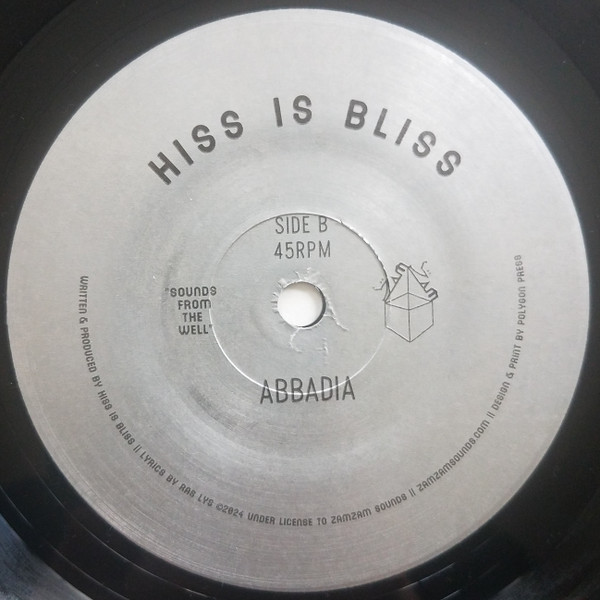 HISS IS BLISS
SIDE B
45RPM
"SOUNDS
FROM
THE
WELL"
ABBADIA
WRITTEN & PRODUCED BY HISS IS BLISS || LYRICS BY RAS LYS ©2024 UNDER LICENSE TO ZAMZAM SOUNDS || ZAMZAMSOUNDS.COM || DESIGN & PRINT BY POLYGON PRESS